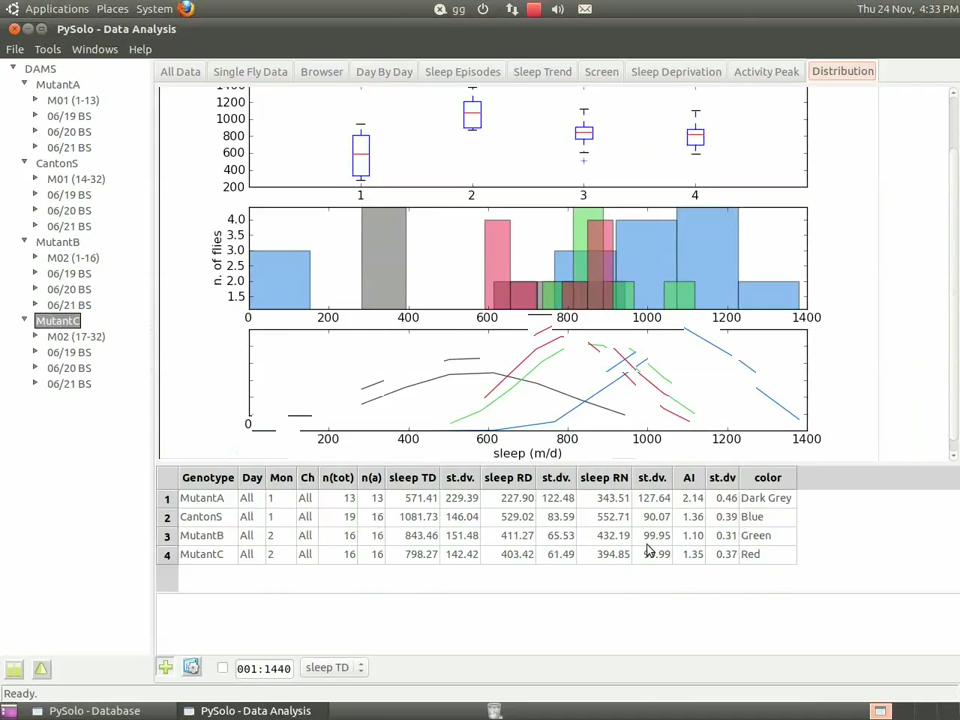 Applications Places System gg Thu 24 Nov, 4:33 PM
PySolo - Data Analysis
File Tools Windows Help
DAMS
MutantA
M01 (1-13)
06/19 BS
06/20 BS
06/21 BS
CantonS
M01 (14-32)
06/19 BS
06/20 BS
06/21 BS
MutantB
M02 (1-16)
06/19 BS
06/20 BS
06/21 BS
MutantC
M02 (17-32)
06/19 BS
06/20 BS
06/21 BS
All Data Single Fly Data Browser Day By Day Sleep Episodes Sleep Trend Screen Sleep Deprivation Activity Peak Distribution
1400
1200
1000
800
600
400
200
1 2 3 4
n. of flies
4.0
3.5
3.0
2.5
2.0
1.5
0 200 400 600 800 1000 1200 1400
0
200 400 600 800 1000 1200 1400
sleep (m/d)
Genotype Day Mon Ch n(tot) n(a) sleep TD st.dv. sleep RD st.dv. sleep RN st.dv. AI st.dv color
1 MutantA All 1 All 13 13 571.41 229.39 227.90 122.48 343.51 127.64 2.14 0.46 Dark Grey
2 CantonS All 1 All 19 16 1081.73 146.04 529.02 83.59 552.71 90.07 1.36 0.39 Blue
3 MutantB All 2 All 16 16 843.46 151.48 411.27 65.53 432.19 99.95 1.10 0.31 Green
4 MutantC All 2 All 16 16 798.27 142.42 403.42 61.49 394.85 1.35 0.37 Red
001:1440 sleep TD
Ready.
PySolo - Database PySolo - Data Analysis